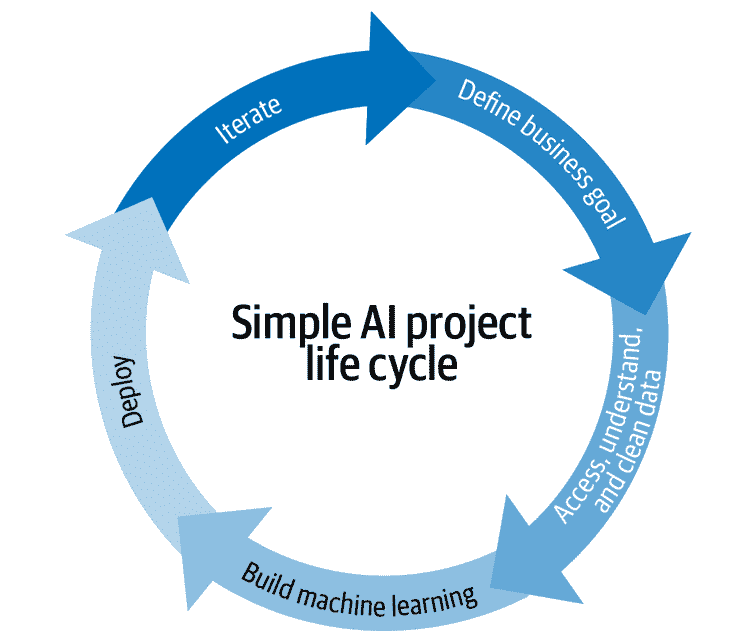 Simple AI project
life cycle
Define business goal
Access, understand,
and clean data
Build machine learning
Deploy
Iterate